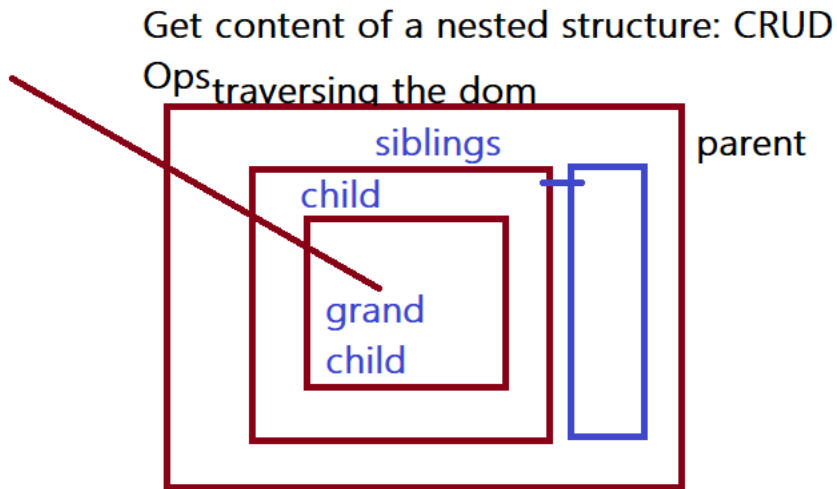 Get content of a nested structure: CRUD
Ops
traversing the dom
siblings
parent
child
grand
child